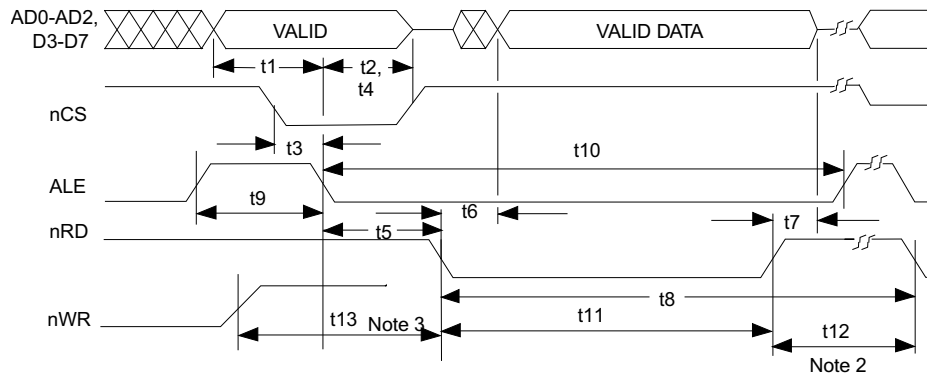 AD0-AD2,
D3-D7
VALID
VALID DATA
t1
t2,
t4
nCS
t3
t10
ALE
t9
t6
t7
nRD
t5
t8
nWR
t13
Note 3
t11
t12
Note 2